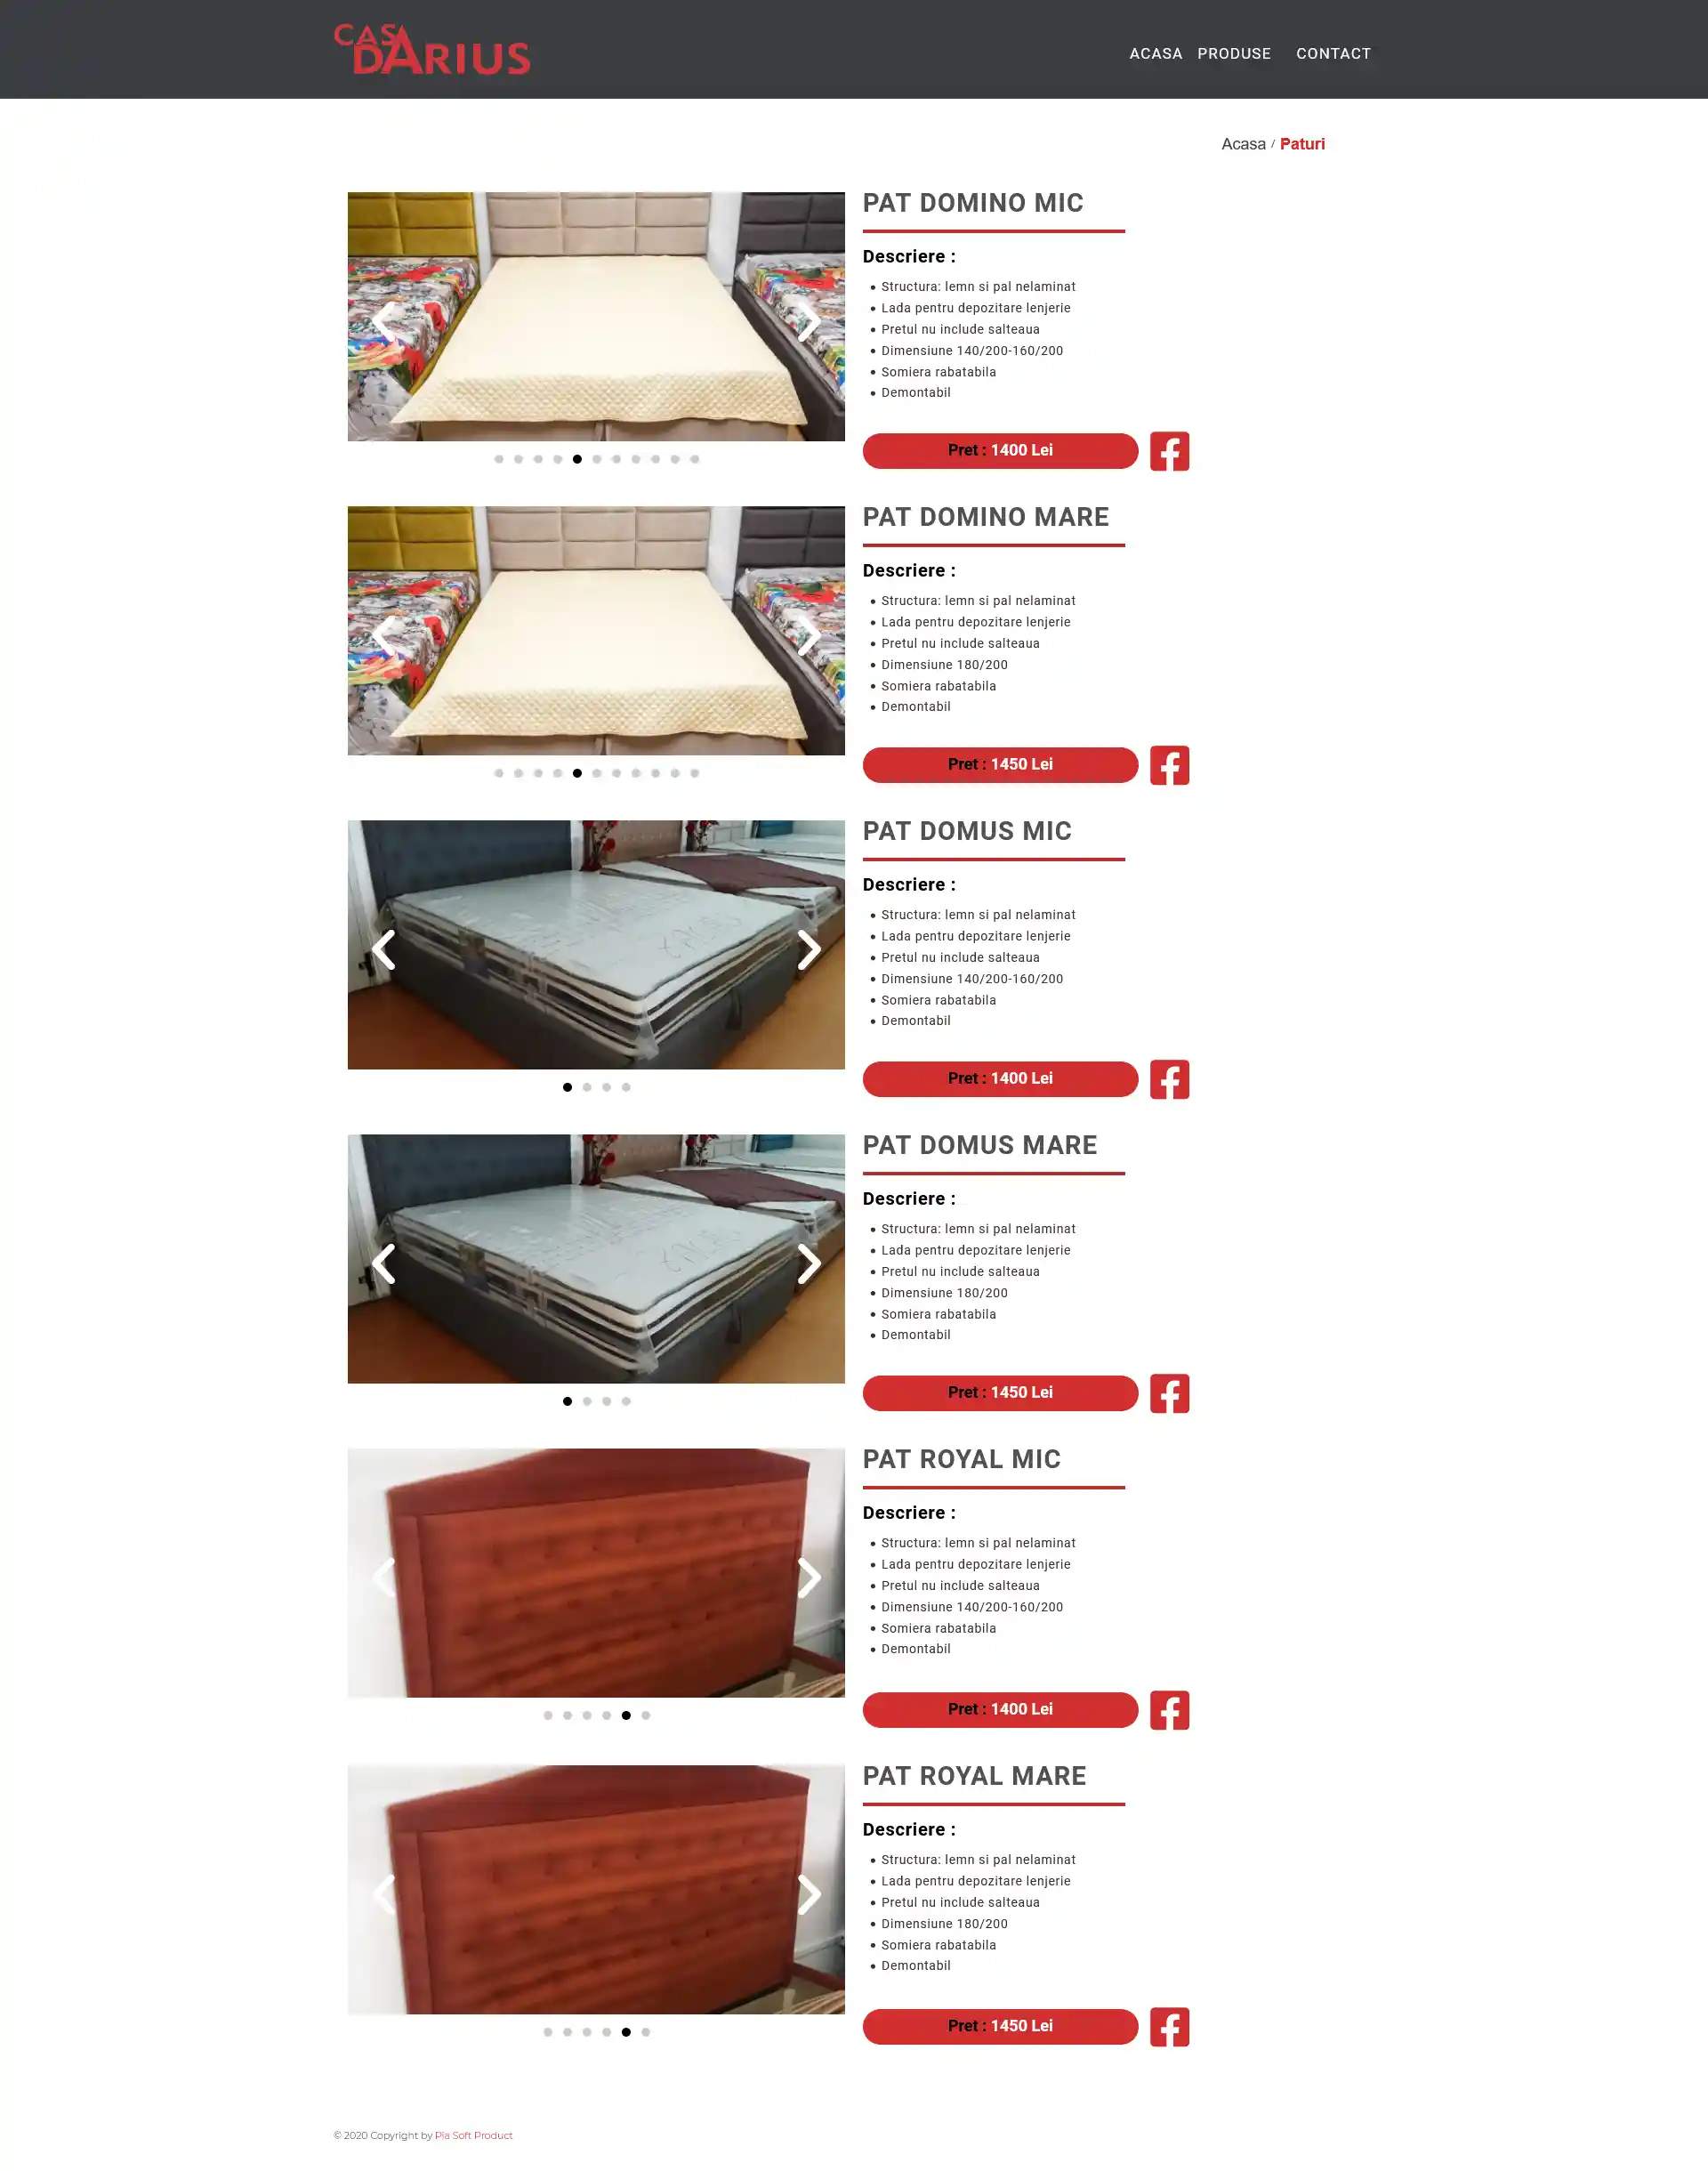 CASA
DARIUS
ACASA PRODUSE CONTACT
Acasa / Paturi
PAT DOMINO MIC
Descriere :
Structura: lemn si pal nelaminat
Lada pentru depozitare lenjerie
Pretul nu include salteaua
Dimensiune 140/200-160/200
Somiera rabatabila
Demontabil
Pret : 1400 Lei
PAT DOMINO MARE
Descriere :
Structura: lemn si pal nelaminat
Lada pentru depozitare lenjerie
Pretul nu include salteaua
Dimensiune 180/200
Somiera rabatabila
Demontabil
Pret : 1450 Lei
PAT DOMUS MIC
Descriere :
Structura: lemn si pal nelaminat
Lada pentru depozitare lenjerie
Pretul nu include salteaua
Dimensiune 140/200-160/200
Somiera rabatabila
Demontabil
Pret : 1400 Lei
PAT DOMUS MARE
Descriere :
Structura: lemn si pal nelaminat
Lada pentru depozitare lenjerie
Pretul nu include salteaua
Dimensiune 180/200
Somiera rabatabila
Demontabil
Pret : 1450 Lei
PAT ROYAL MIC
Descriere :
Structura: lemn si pal nelaminat
Lada pentru depozitare lenjerie
Pretul nu include salteaua
Dimensiune 140/200-160/200
Somiera rabatabila
Demontabil
Pret : 1400 Lei
PAT ROYAL MARE
Descriere :
Structura: lemn si pal nelaminat
Lada pentru depozitare lenjerie
Pretul nu include salteaua
Dimensiune 180/200
Somiera rabatabila
Demontabil
Pret : 1450 Lei
© 2020 Copyright by Pia Soft Product